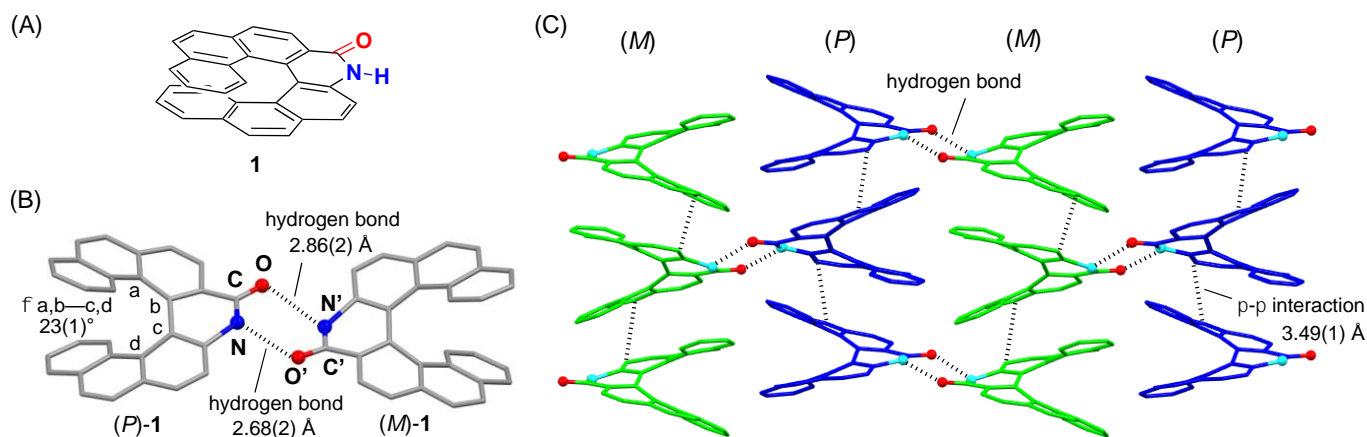 (A)
O
N-H
1
(B)
hydrogen bond
2.86(2) Å
O
C
a
b
N'
f a,b—c,d
23(1)°
c
d
N
O'
C'
hydrogen bond
2.68(2) Å
(P)-1
(M)-1
(C)
(M)
(P)
(M)
(P)
hydrogen bond
p-p interaction
3.49(1) Å